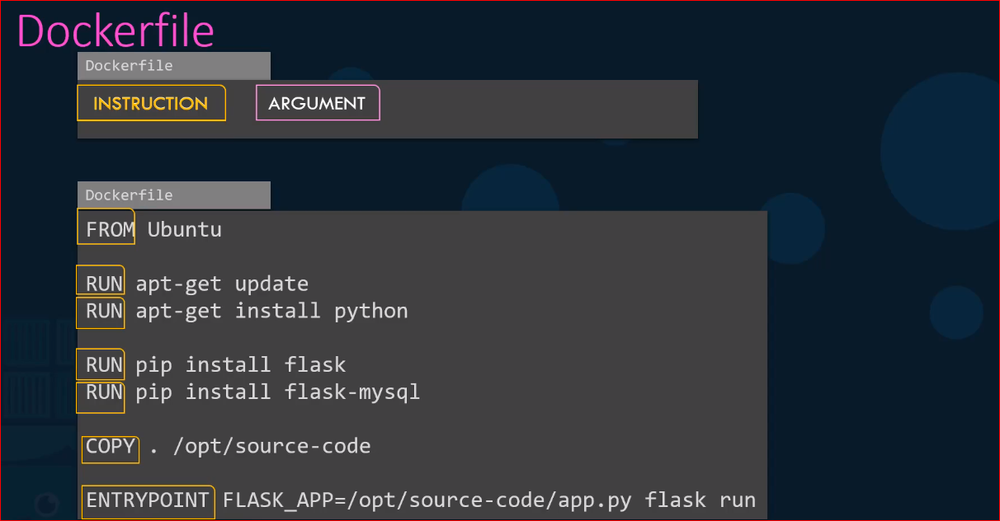 Dockerfile
Dockerfile
INSTRUCTION ARGUMENT
Dockerfile
FROM Ubuntu
RUN apt-get update
RUN apt-get install python
RUN pip install flask
RUN pip install flask-mysql
COPY . /opt/source-code
ENTRYPOINT FLASK_APP=/opt/source-code/app.py flask run